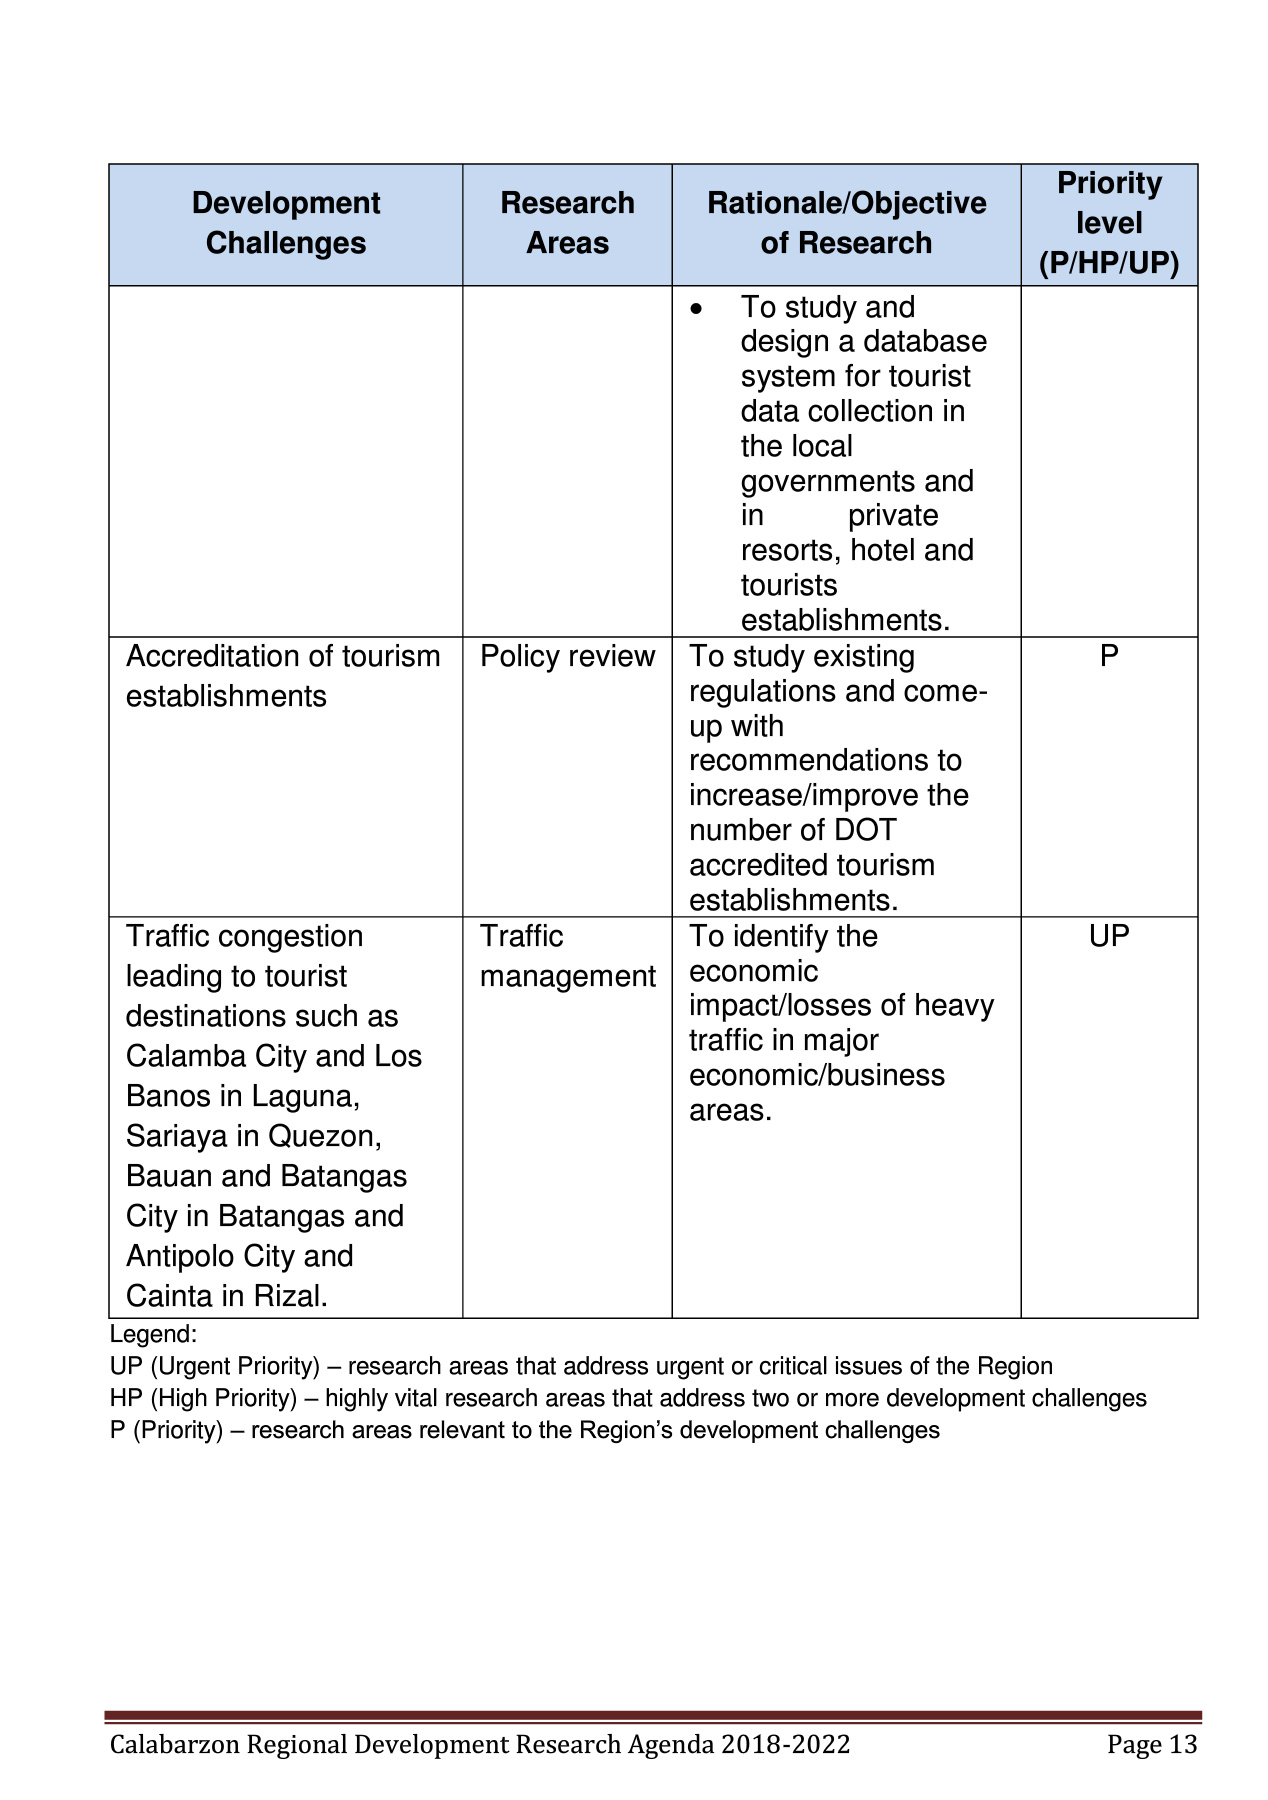 Development
Challenges
Research
Areas
Rationale/Objective
of Research
Priority
level
(P/HP/UP)
• To study and
design a database
system for tourist
data collection in
the local
governments and
in private
resorts, hotel and
tourists
establishments.
Accreditation of tourism
establishments
Policy review
To study existing
regulations and come-
up with
recommendations to
increase/improve the
number of DOT
accredited tourism
establishments.
P
Traffic congestion
leading to tourist
destinations such as
Calamba City and Los
Banos in Laguna,
Sariaya in Quezon,
Bauan and Batangas
City in Batangas and
Antipolo City and
Cainta in Rizal.
Traffic
management
To identify the
economic
impact/losses of heavy
traffic in major
economic/business
areas.
UP
Legend:
UP (Urgent Priority) – research areas that address urgent or critical issues of the Region
HP (High Priority) – highly vital research areas that address two or more development challenges
P (Priority) – research areas relevant to the Region’s development challenges
Calabarzon Regional Development Research Agenda 2018-2022 Page 13